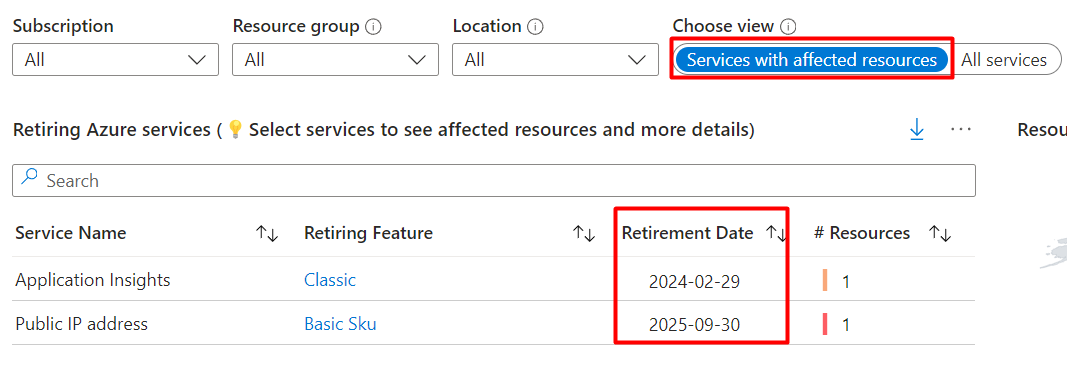 Subscription Resource group Location Choose view
All All All Services with affected resources All services
Retiring Azure services ( 💡 Select services to see affected resources and more details) ... Resou
Search
Service Name Retiring Feature Retirement Date # Resources
Application Insights Classic 2024-02-29 1
Public IP address Basic Sku 2025-09-30 1